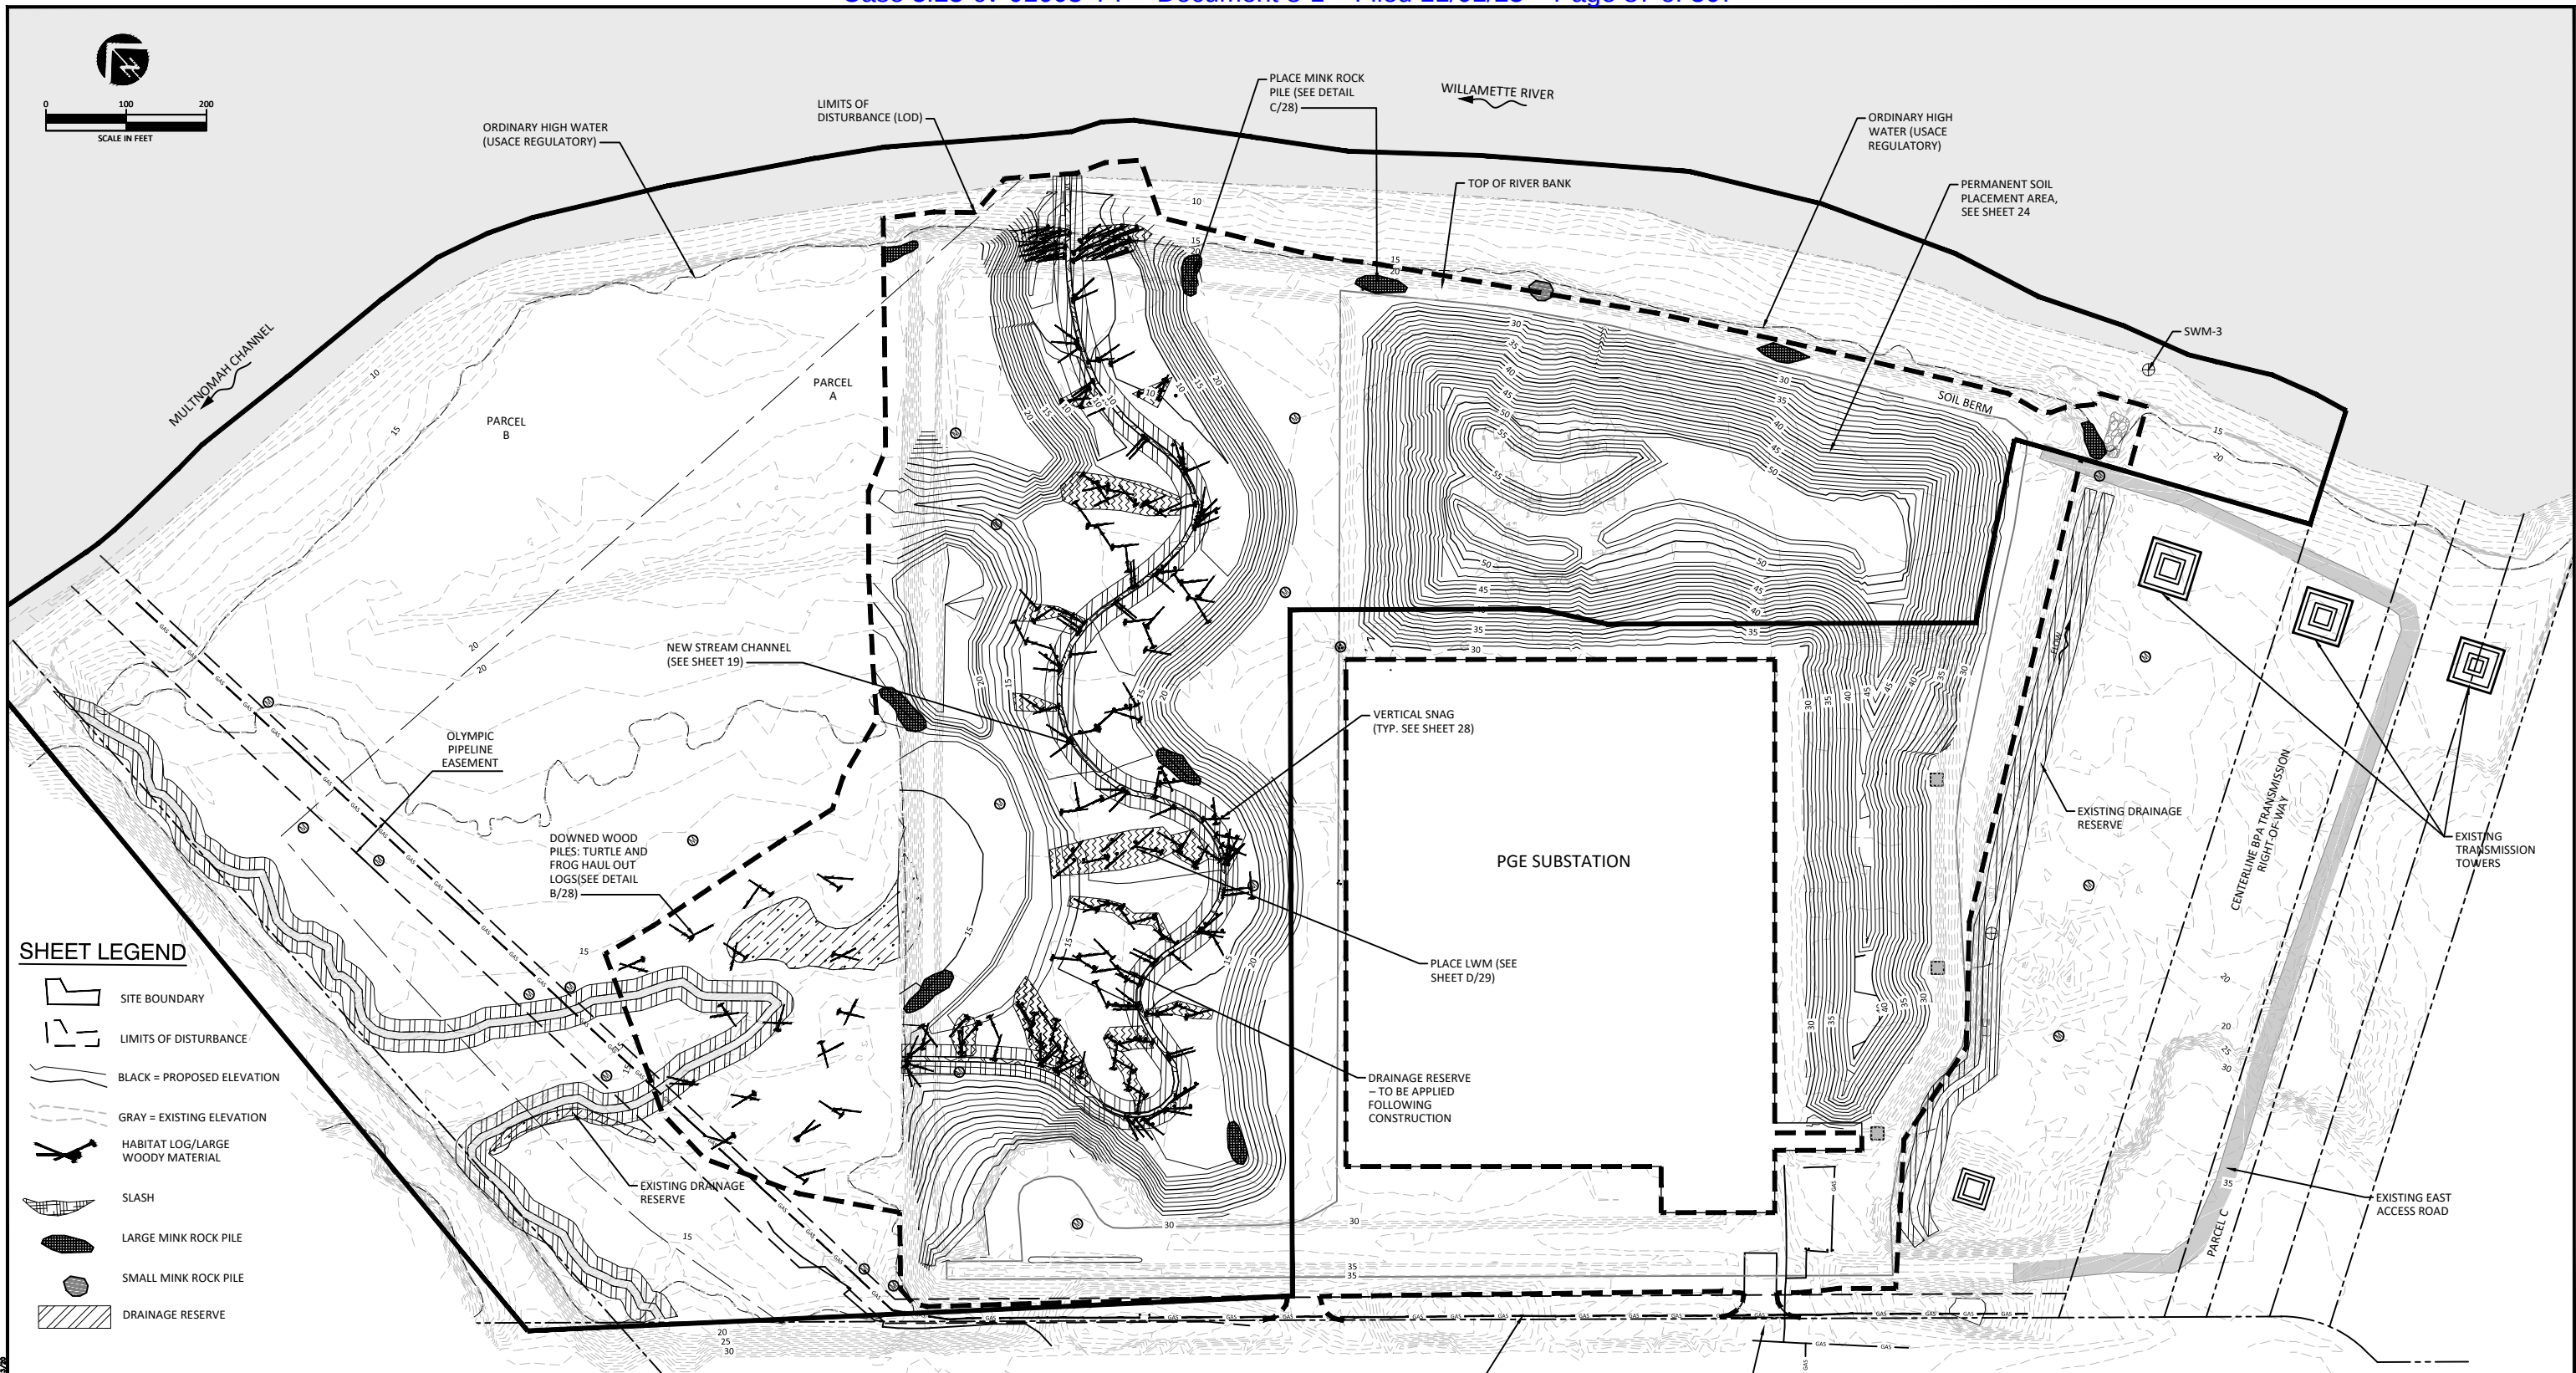 0 100 200
SCALE IN FEET
ORDINARY HIGH WATER
(USACE REGULATORY)
LIMITS OF
DISTURBANCE (LOD)
PLACE MINK ROCK
PILE (SEE DETAIL
C/28)
WILLAMETTE RIVER
ORDINARY HIGH
WATER (USACE
REGULATORY)
TOP OF RIVER BANK
PERMANENT SOIL
PLACEMENT AREA,
SEE SHEET 24
SWM-3
SOIL BERM
MULTNOMAH CHANNEL
PARCEL
A
PARCEL
B
NEW STREAM CHANNEL
(SEE SHEET 19)
OLYMPIC
PIPELINE
EASEMENT
VERTICAL SNAG
(TYP. SEE SHEET 28)
DOWNED WOOD
PILES: TURTLE AND
FROG HAUL OUT
LOGS(SEE DETAIL
B/28)
PGE SUBSTATION
FLOW
EXISTING DRAINAGE
RESERVE
CENTERLINE BPA TRANSMISSION
RIGHT-OF-WAY
EXISTING
TRANSMISSION
TOWERS
PLACE LWM (SEE
SHEET D/29)
DRAINAGE RESERVE
– TO BE APPLIED
FOLLOWING
CONSTRUCTION
EXISTING DRAINAGE
RESERVE
EXISTING EAST
ACCESS ROAD
PARCEL C
SHEET LEGEND
SITE BOUNDARY
LIMITS OF DISTURBANCE
BLACK = PROPOSED ELEVATION
GRAY = EXISTING ELEVATION
HABITAT LOG/LARGE
WOODY MATERIAL
SLASH
LARGE MINK ROCK PILE
SMALL MINK ROCK PILE
DRAINAGE RESERVE
20
25
30